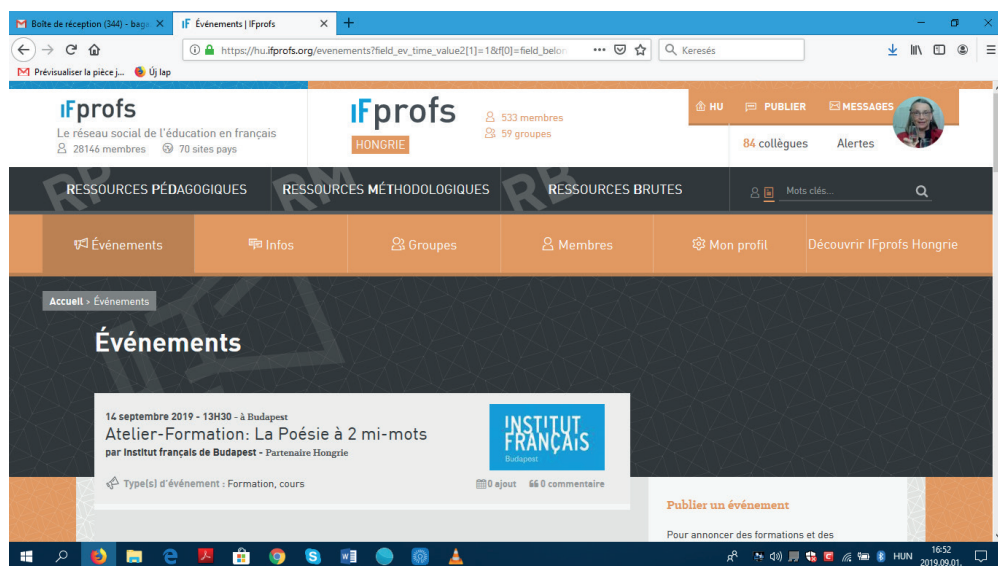 Boîte de réception (344) - bag
Événements | IFprofs
https://hu.ifprofs.org/evenements?field_ev_time_value2[1]=1&f[0]=field_belon
Keresés
Prévisualiser la pièce j...
Új lap
IFprofs
Le réseau social de l'éducation en français
28146 membres 70 sites pays
IFprofs
HONGRIE
533 membres
59 groupes
HU PUBLIER MESSAGES
84 collègues Alertes
RP RM RB
RESSOURCES PÉDAGOGIQUES RESSOURCES MÉTHODOLOGIQUES RESSOURCES BRUTES
Mots clés...
Événements Infos Groupes Membres Mon profil Découvrir IFprofs Hongrie
Accueil > Événements
Événements
14 septembre 2019 - 13H30 - à Budapest
Atelier-Formation: La Poésie à 2 mi-mots
par Institut français de Budapest - Partenaire Hongrie
Type(s) d'événement : Formation, cours
INSTITUT
FRANÇAIS
Budapest
0 ajout 0 commentaire
Publier un événement
Pour annoncer des formations et des
HUN
16:52
2019.09.01.